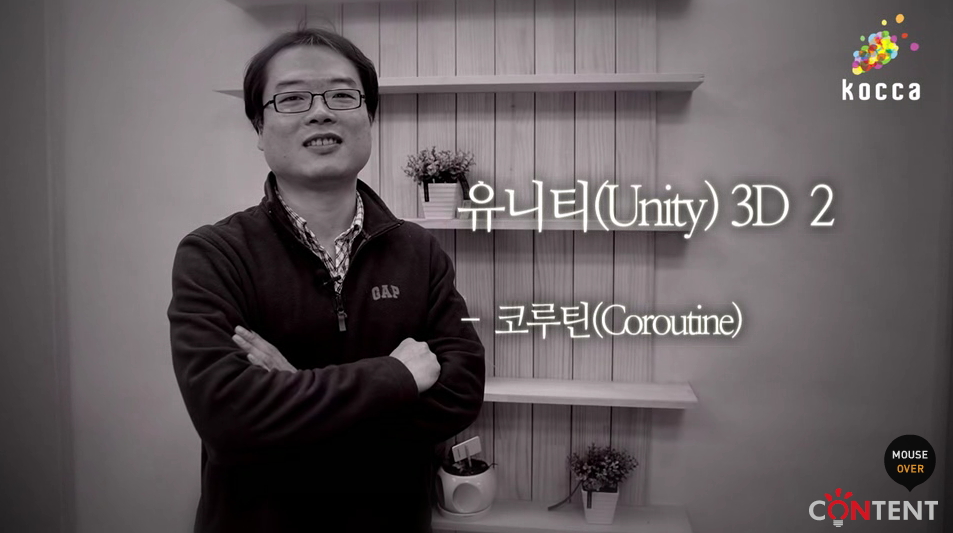 kocca
GAP
유니티(Unity) 3D 2
- 코루틴(Coroutine)
MOUSE
OVER
CONTENT